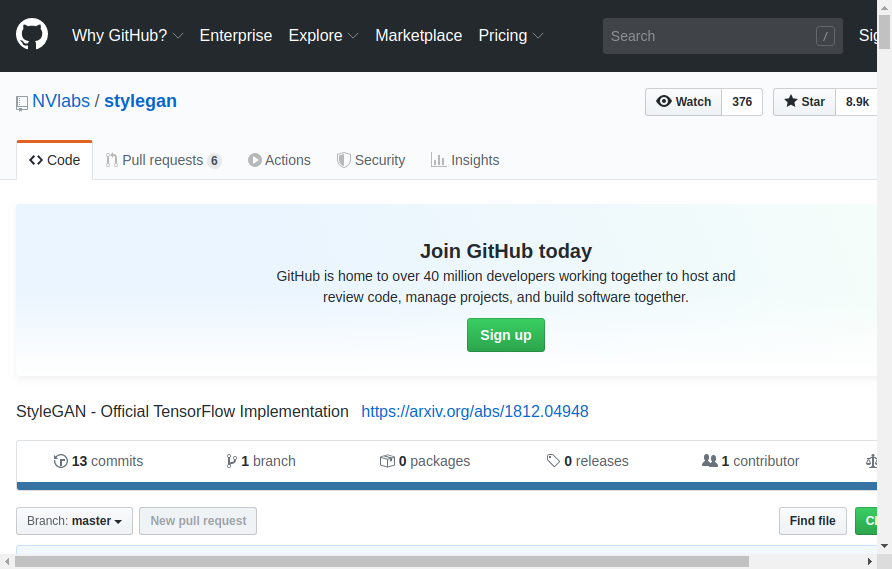 Why GitHub? Enterprise Explore Marketplace Pricing Search /
NVlabs / stylegan Watch 376 Star 8.9k
Code Pull requests 6 Actions Security Insights
Join GitHub today
GitHub is home to over 40 million developers working together to host and
review code, manage projects, and build software together.
Sign up
StyleGAN - Official TensorFlow Implementation https://arxiv.org/abs/1812.04948
13 commits 1 branch 0 packages 0 releases 1 contributor
Branch: master New pull request Find file